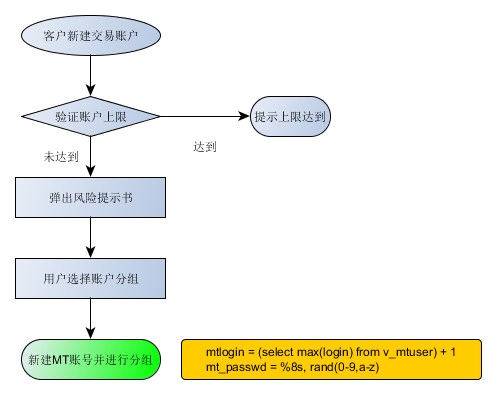 客户新建交易账户
验证账户上限
提示上限达到
未达到
达到
弹出风险提示书
用户选择账户分组
新建MT账号并进行分组
mtlogin = (select max(login) from v_mtuser) + 1
mt_passwd = %8s, rand(0-9,a-z)